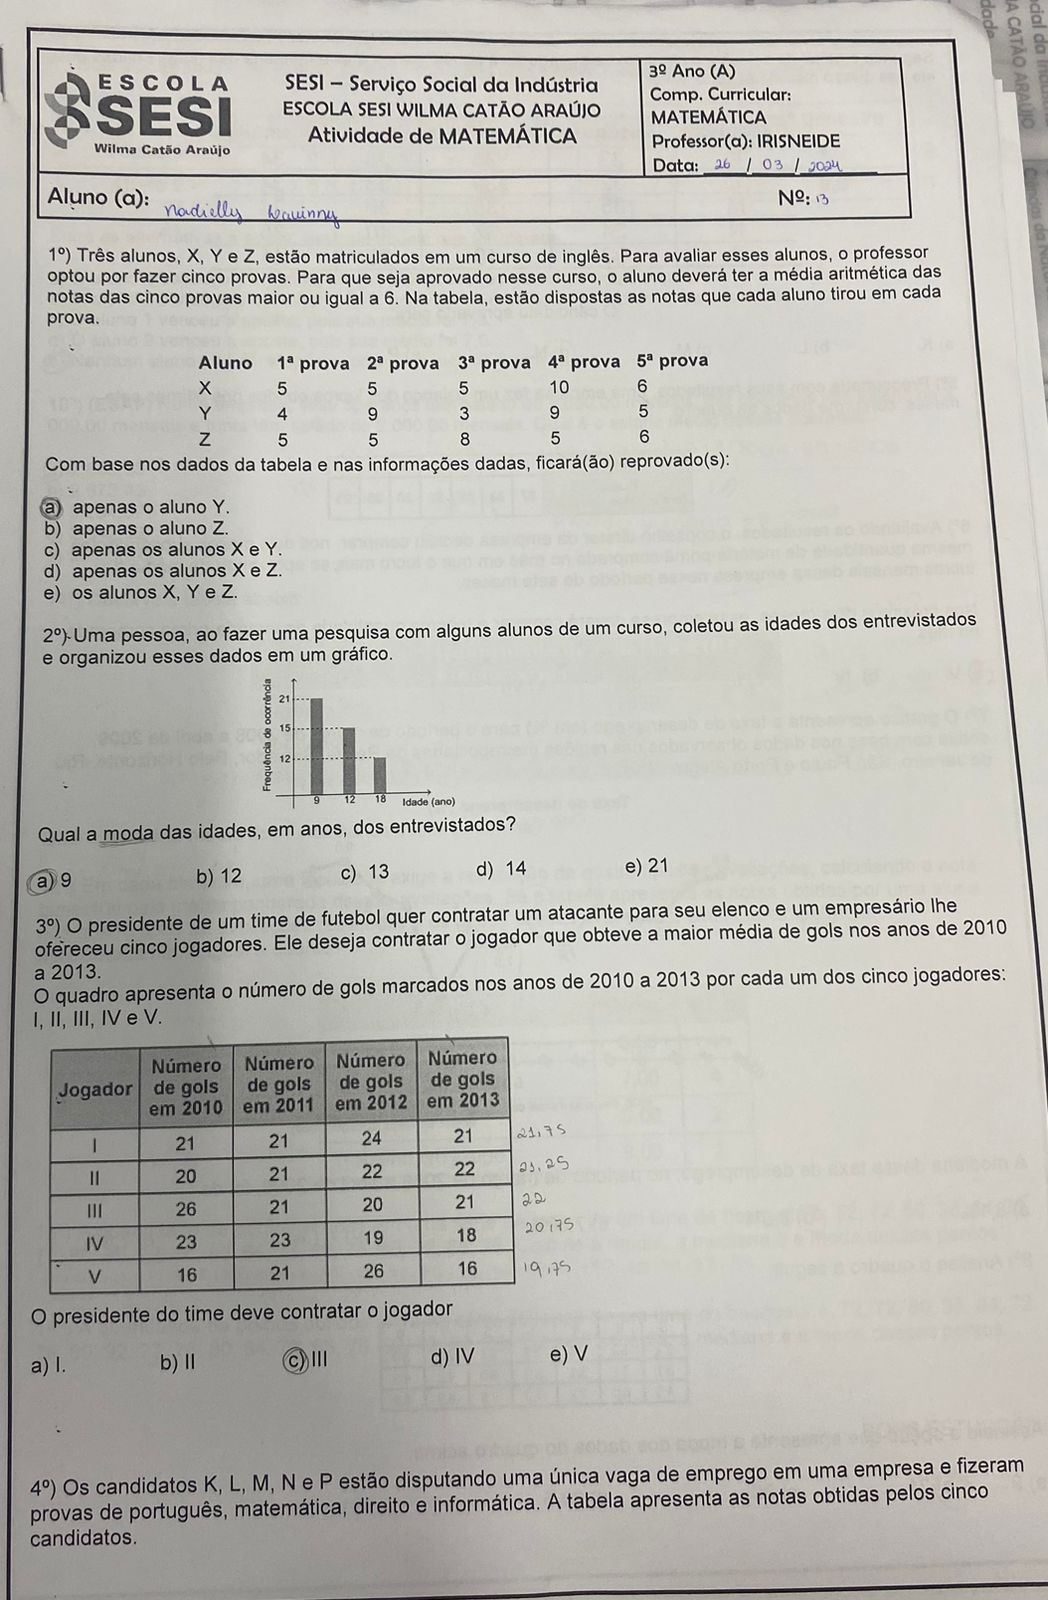 ESCOLA
SESI
Wilma Catão Araújo
SESI – Serviço Social da Indústria
ESCOLA SESI WILMA CATÃO ARAÚJO
Atividade de MATEMÁTICA
3º Ano (A)
Comp. Curricular:
MATEMÁTICA
Professor(a): IRISNEIDE
Data: 26 / 03 / 2024
Aluno (a): Nadielly
Nº: 13
1º) Três alunos, X, Y e Z, estão matriculados em um curso de inglês. Para avaliar esses alunos, o professor
optou por fazer cinco provas. Para que seja aprovado nesse curso, o aluno deverá ter a média aritmética das
notas das cinco provas maior ou igual a 6. Na tabela, estão dispostas as notas que cada aluno tirou em cada
prova.
Aluno 1ª prova 2ª prova 3ª prova 4ª prova 5ª prova
X 5 5 5 10 6
Y 4 9 3 9 5
Z 5 5 8 5 6
Com base nos dados da tabela e nas informações dadas, ficará(ão) reprovado(s):
a) apenas o aluno Y.
b) apenas o aluno Z.
c) apenas os alunos X e Y.
d) apenas os alunos X e Z.
e) os alunos X, Y e Z.
2º) Uma pessoa, ao fazer uma pesquisa com alguns alunos de um curso, coletou as idades dos entrevistados
e organizou esses dados em um gráfico.
Frequência de ocorrência
21
15
12
9 12 18 Idade (ano)
Qual a moda das idades, em anos, dos entrevistados?
a) 9 b) 12 c) 13 d) 14 e) 21
3º) O presidente de um time de futebol quer contratar um atacante para seu elenco e um empresário lhe
ofereceu cinco jogadores. Ele deseja contratar o jogador que obteve a maior média de gols nos anos de 2010
a 2013.
O quadro apresenta o número de gols marcados nos anos de 2010 a 2013 por cada um dos cinco jogadores:
I, II, III, IV e V.
Jogador Número de gols em 2010 Número de gols em 2011 Número de gols em 2012 Número de gols em 2013
I 21 21 24 21 21,75
II 20 21 22 22 21,25
III 26 21 20 21 22
IV 23 23 19 18 20,75
V 16 21 26 16 19,75
O presidente do time deve contratar o jogador
a) I. b) II c) III d) IV e) V
4º) Os candidatos K, L, M, N e P estão disputando uma única vaga de emprego em uma empresa e fizeram
provas de português, matemática, direito e informática. A tabela apresenta as notas obtidas pelos cinco
candidatos.